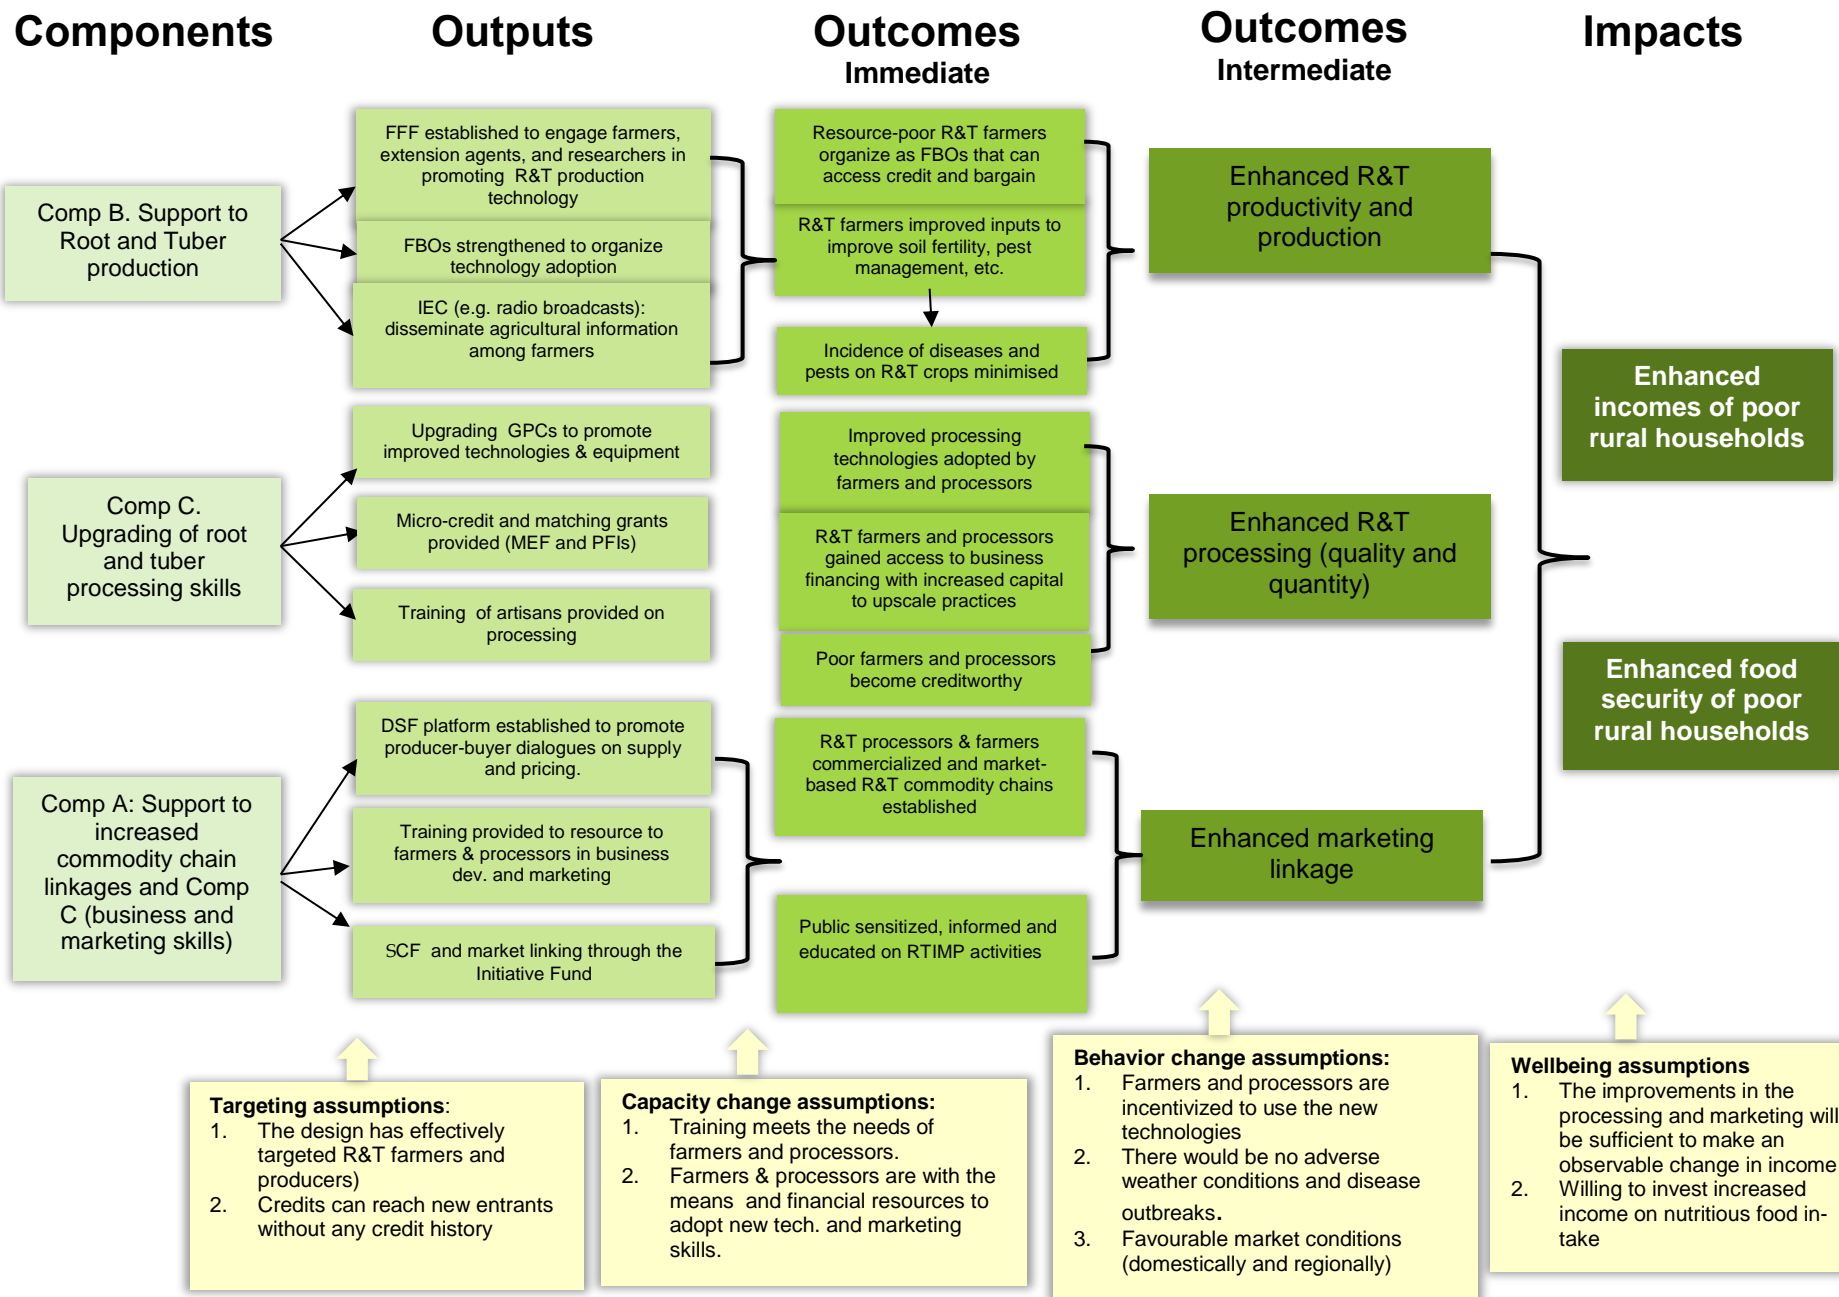 Components
Outputs
Outcomes
Immediate
Outcomes
Intermediate
Impacts
Comp B. Support to
Root and Tuber
production
FFF established to engage farmers,
extension agents, and researchers in
promoting R&T production
technology
FBOs strengthened to organize
technology adoption
IEC (e.g. radio broadcasts):
disseminate agricultural information
among farmers
Resource-poor R&T farmers
organize as FBOs that can
access credit and bargain
R&T farmers improved inputs to
improve soil fertility, pest
management, etc.
Incidence of diseases and
pests on R&T crops minimised
Enhanced R&T
productivity and
production
Comp C.
Upgrading of root
and tuber
processing skills
Upgrading GPCs to promote
improved technologies & equipment
Micro-credit and matching grants
provided (MEF and PFIs)
Training of artisans provided on
processing
Improved processing
technologies adopted by
farmers and processors
R&T farmers and processors
gained access to business
financing with increased capital
to upscale practices
Poor farmers and processors
become creditworthy
Enhanced R&T
processing (quality and
quantity)
Comp A: Support to
increased
commodity chain
linkages and Comp
C (business and
marketing skills)
DSF platform established to promote
producer-buyer dialogues on supply
and pricing.
Training provided to resource to
farmers & processors in business
dev. and marketing
SCF and market linking through the
Initiative Fund
R&T processors & farmers
commercialized and market-
based R&T commodity chains
established
Public sensitized, informed and
educated on RTIMP activities
Enhanced marketing
linkage
Enhanced
incomes of poor
rural households
Enhanced food
security of poor
rural households
Targeting assumptions:
1. The design has effectively
targeted R&T farmers and
producers)
2. Credits can reach new entrants
without any credit history
Capacity change assumptions:
1. Training meets the needs of
farmers and processors.
2. Farmers & processors are with the
means and financial resources to
adopt new tech. and marketing
skills.
Behavior change assumptions:
1. Farmers and processors are
incentivized to use the new
technologies
2. There would be no adverse
weather conditions and disease
outbreaks.
3. Favourable market conditions
(domestically and regionally)
Wellbeing assumptions
1. The improvements in the
processing and marketing will
be sufficient to make an
observable change in income
2. Willing to invest increased
income on nutritious food in-
take